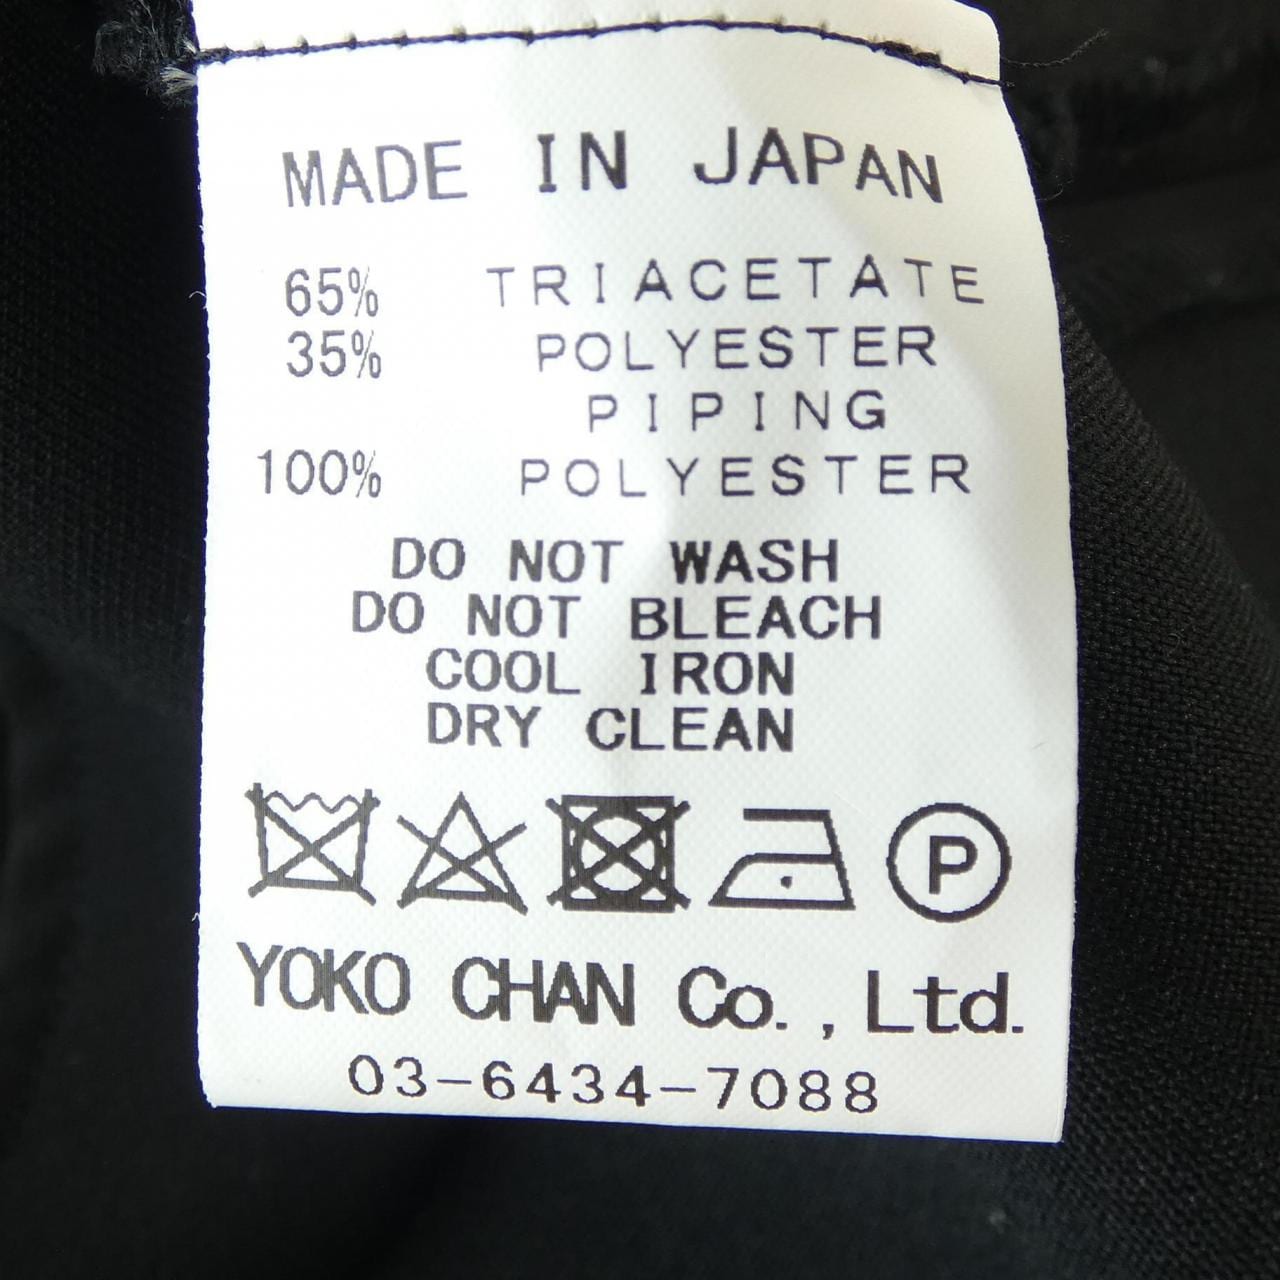 MADE IN JAPAN
65% TRIACETATE
35% POLYESTER
PIPING
100% POLYESTER
DO NOT WASH
DO NOT BLEACH
COOL IRON
DRY CLEAN
P
YOKO CHAN Co., Ltd.
03-6434-7088